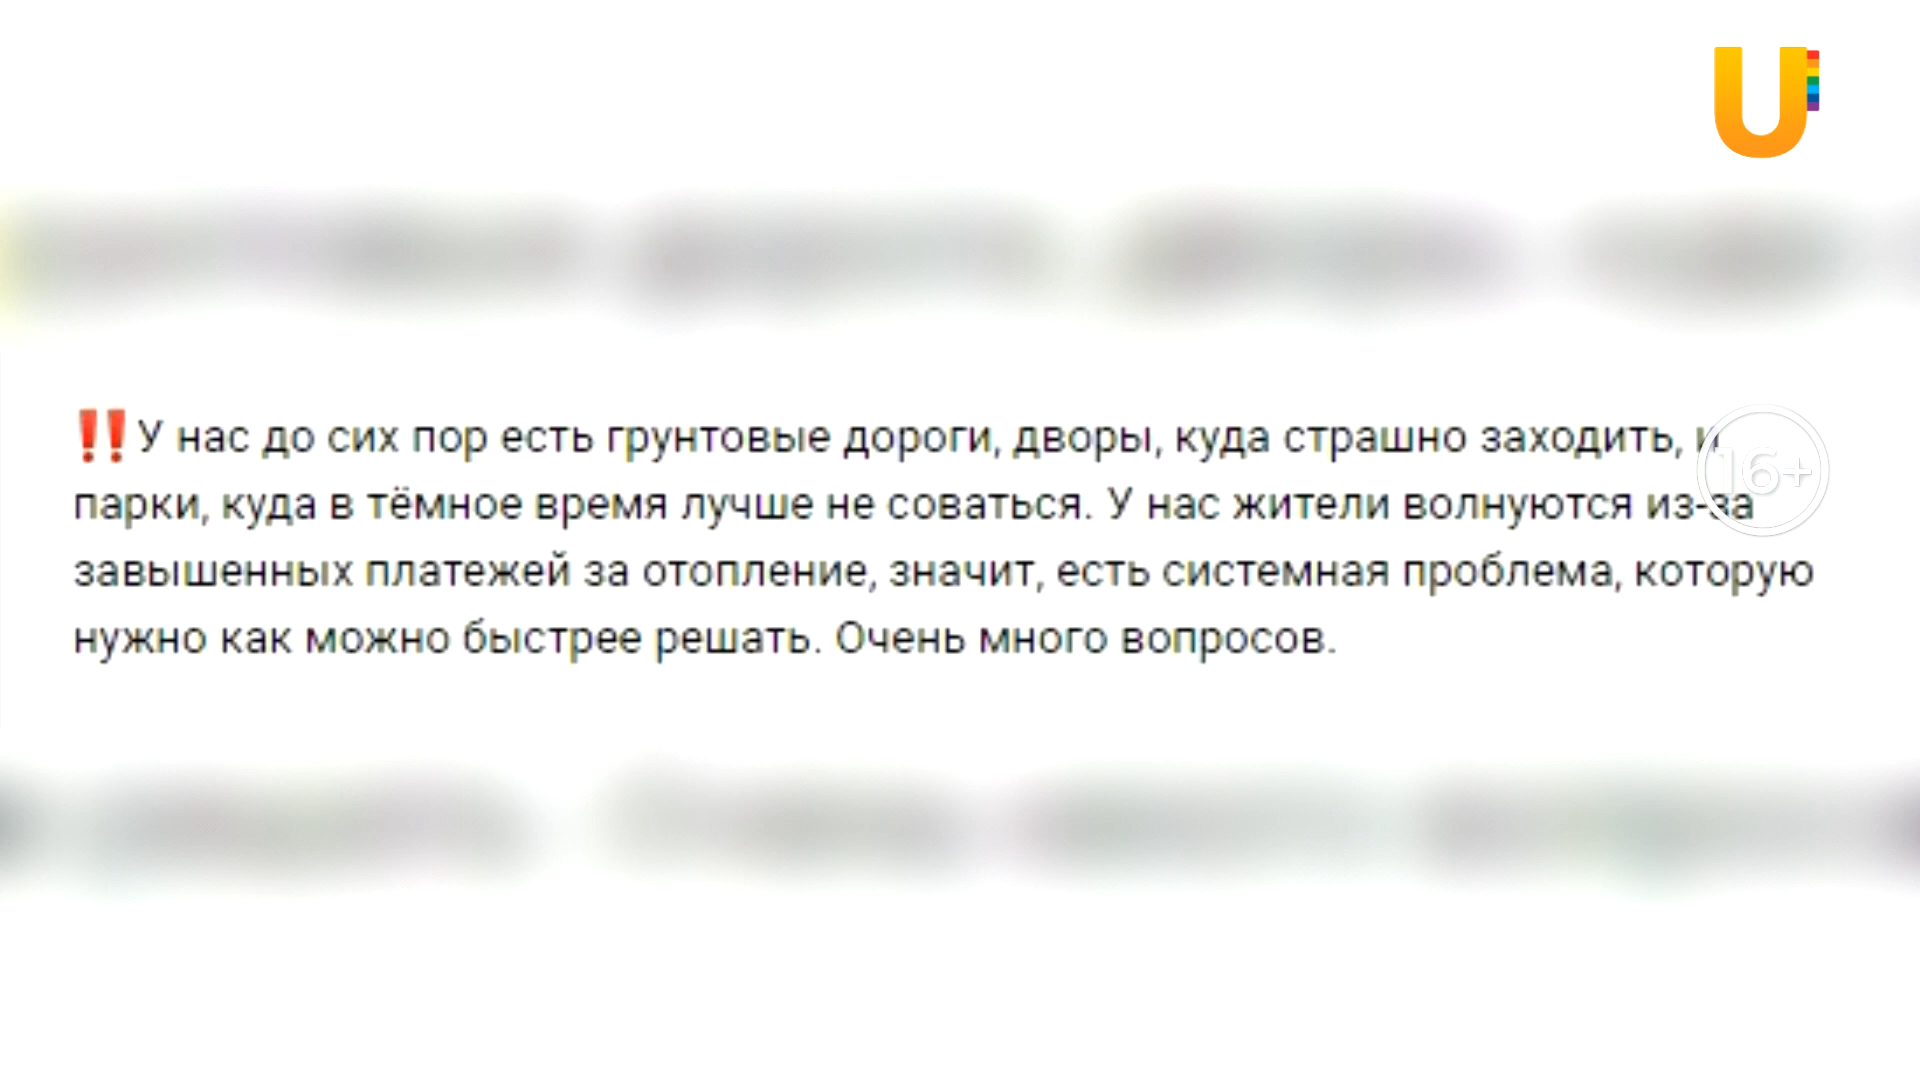 U
‼️У нас до сих пор есть грунтовые дороги, дворы, куда страшно заходить, и
16+
парки, куда в тёмное время лучше не соваться. У нас жители волнуются из-за
завышенных платежей за отопление, значит, есть системная проблема, которую
нужно как можно быстрее решать. Очень много вопросов.